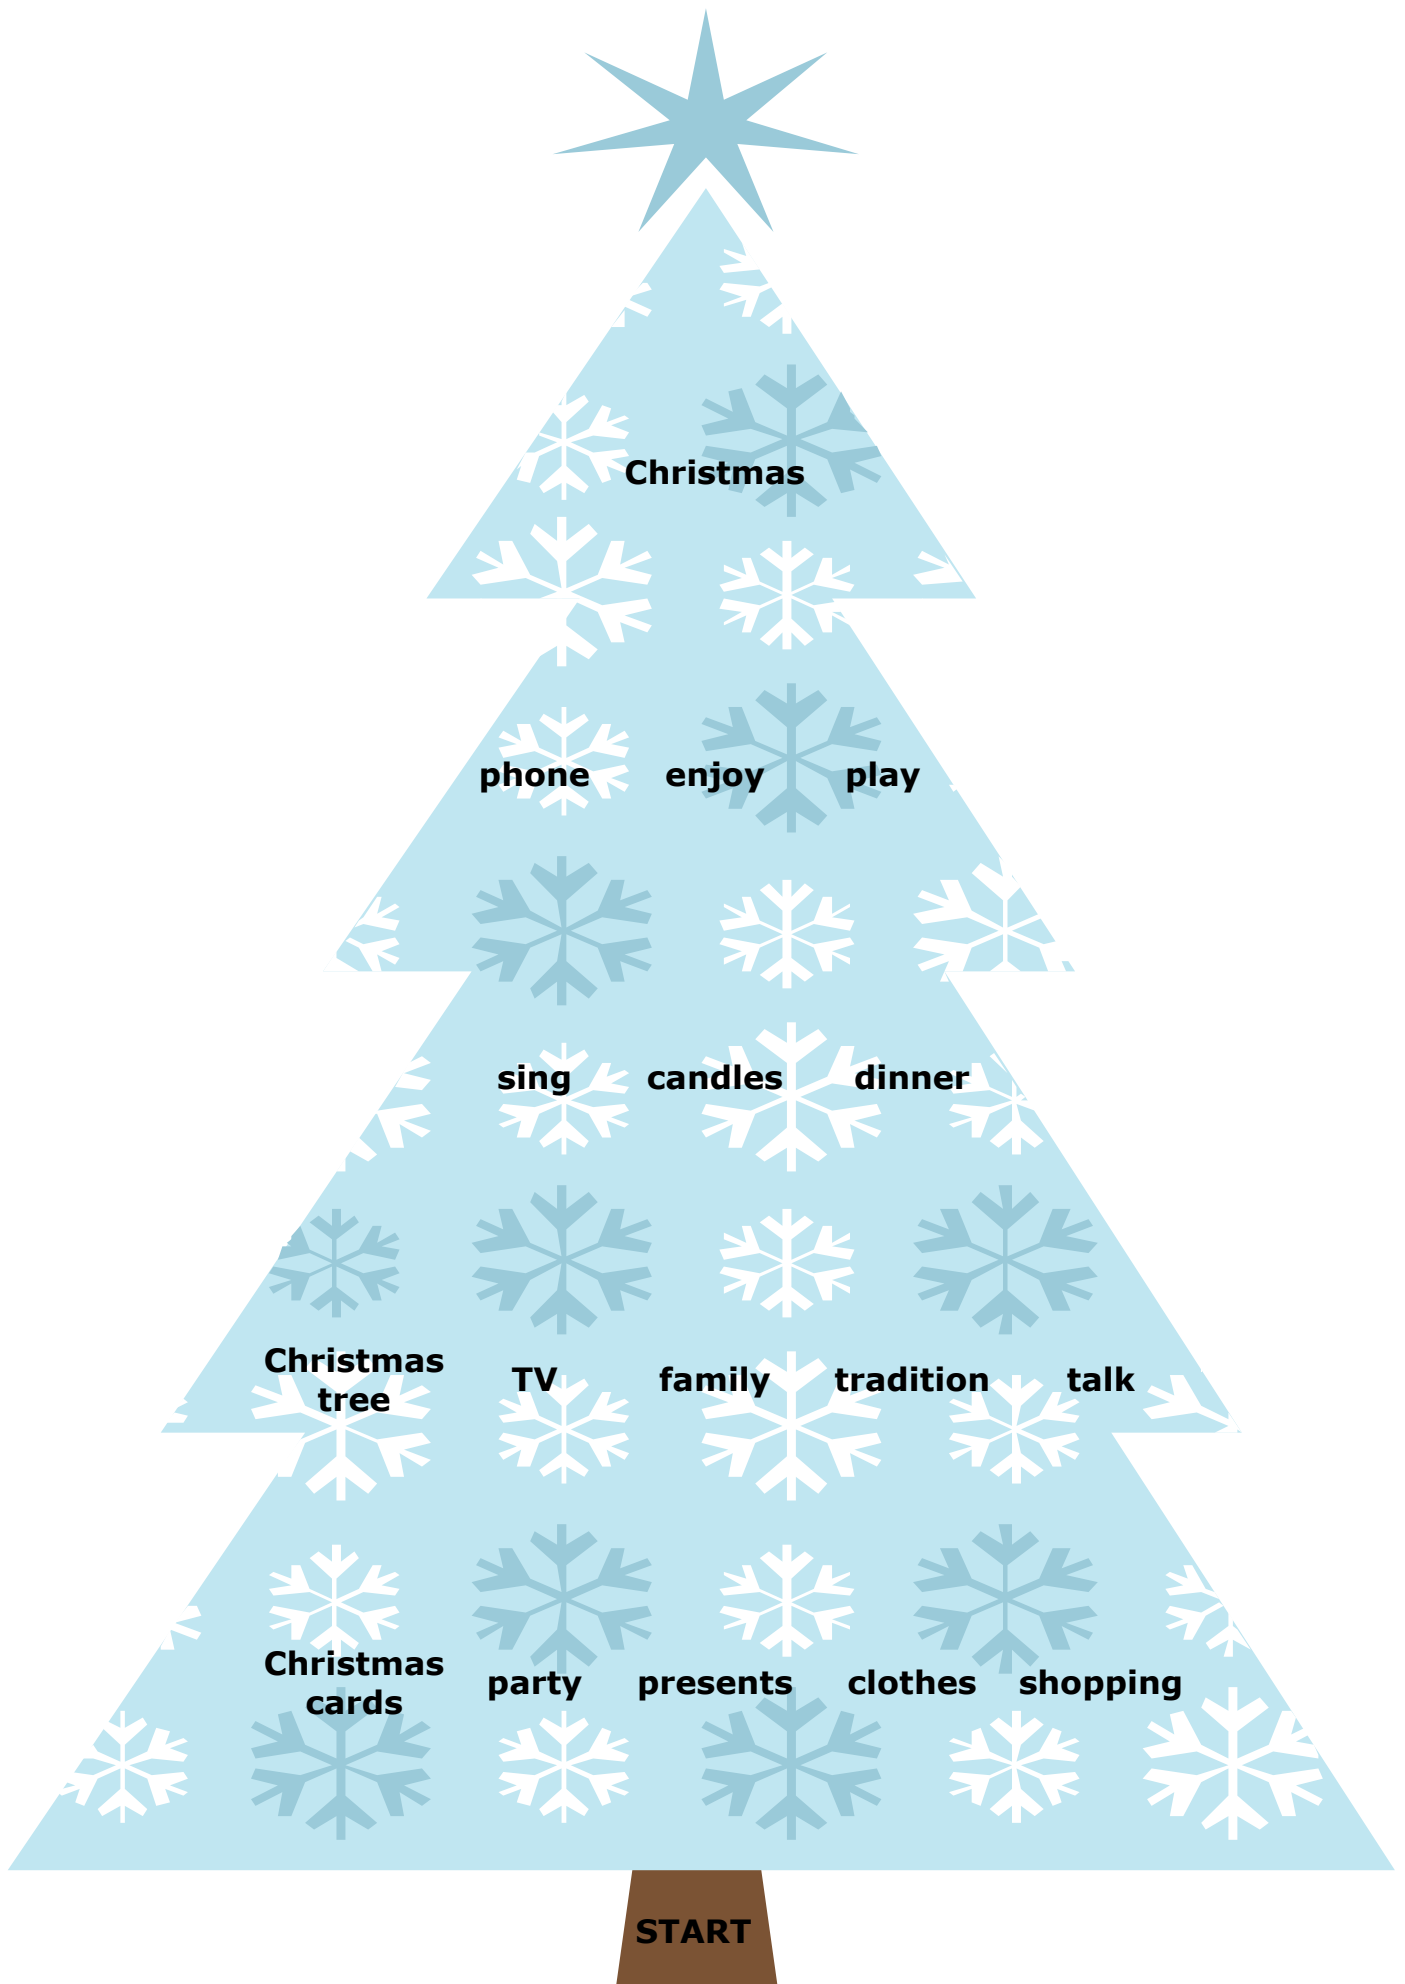 Christmas
phone enjoy play
sing candles dinner
Christmas
tree TV family tradition talk
Christmas
cards party presents clothes shopping
START